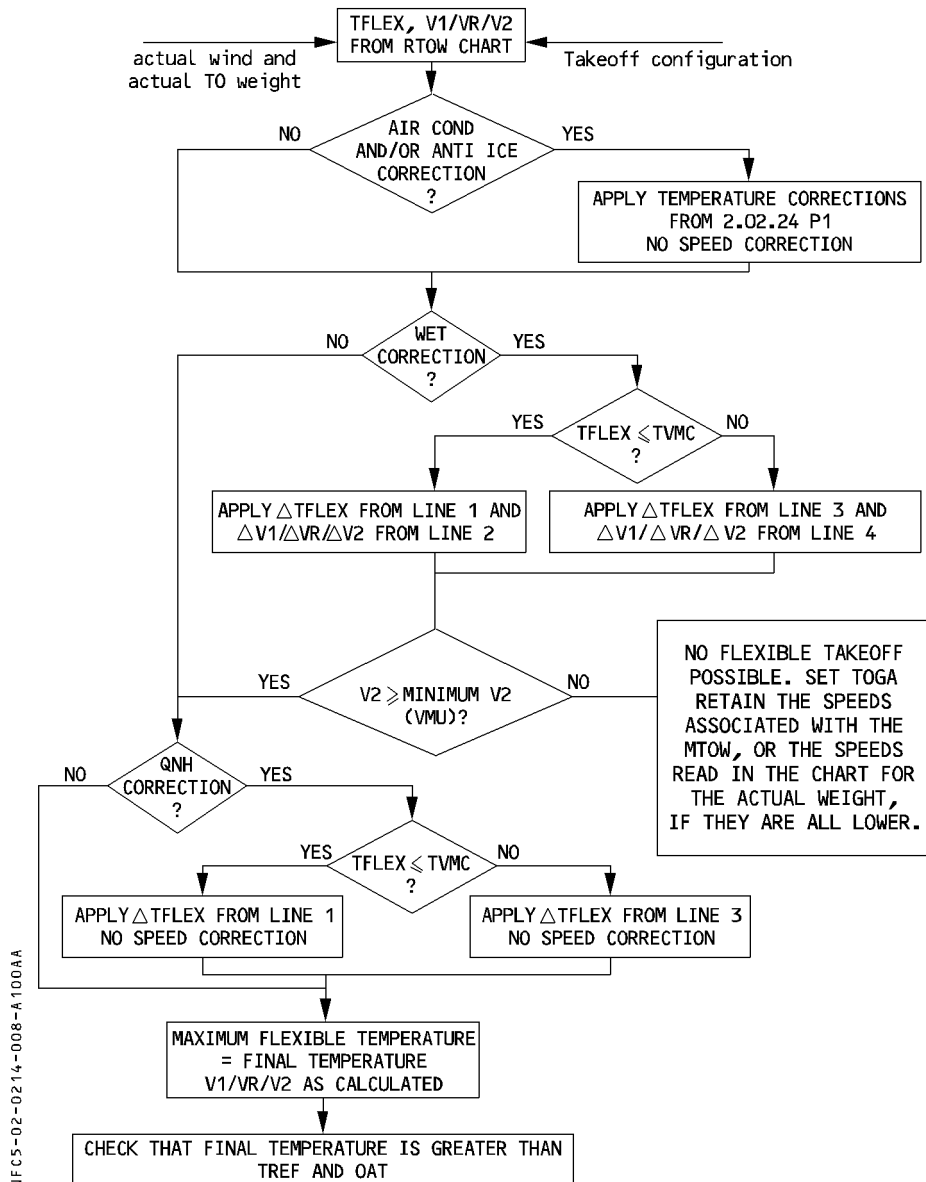 TFLEX, V1/VR/V2
FROM RTOW CHART
actual wind and
actual TO weight
Takeoff configuration
NO
AIR COND
AND/OR ANTI ICE
CORRECTION
?
YES
APPLY TEMPERATURE CORRECTIONS
FROM 2.02.24 P1
NO SPEED CORRECTION
NO
WET
CORRECTION
?
YES
YES
TFLEX ⩽ TVMC
?
NO
APPLY △TFLEX FROM LINE 1 AND
△V1/△VR/△V2 FROM LINE 2
APPLY △TFLEX FROM LINE 3 AND
△V1/△VR/△V2 FROM LINE 4
YES
V2 ⩾ MINIMUM V2
(VMU)?
NO
NO FLEXIBLE TAKEOFF
POSSIBLE. SET TOGA
RETAIN THE SPEEDS
ASSOCIATED WITH THE
MTOW, OR THE SPEEDS
READ IN THE CHART FOR
THE ACTUAL WEIGHT,
IF THEY ARE ALL LOWER.
NO
QNH
CORRECTION
?
YES
YES
TFLEX ⩽ TVMC
?
NO
APPLY △TFLEX FROM LINE 1
NO SPEED CORRECTION
APPLY △TFLEX FROM LINE 3
NO SPEED CORRECTION
MAXIMUM FLEXIBLE TEMPERATURE
= FINAL TEMPERATURE
V1/VR/V2 AS CALCULATED
CHECK THAT FINAL TEMPERATURE IS GREATER THAN
TREF AND OAT
NFC5-02-0214-008-A100AA